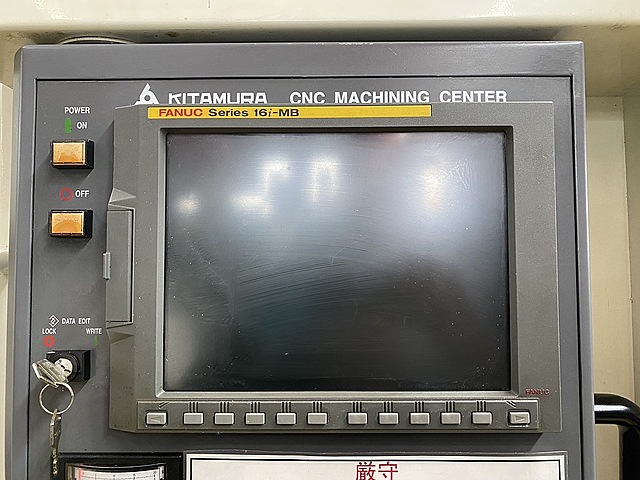 KITAMURA CNC MACHINING CENTER
FANUC Series 16i-MB
POWER
ON
OFF
DATA EDIT
LOCK WRITE
FANUC
厳守